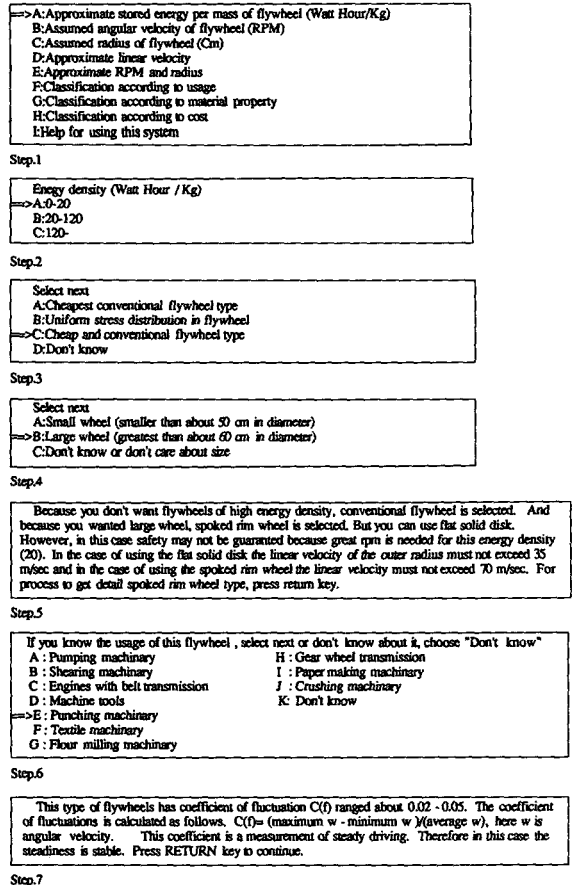 ==>A:Approximate stored energy per mass of flywheel (Watt Hour/Kg)
B:Assumed angular velocity of flywheel (RPM)
C:Assumed radius of flywheel (Cm)
D:Approximate linear velocity
E:Approximate RPM and radius
F:Classification according to usage
G:Classification according to material property
H:Classification according to cost
I:Help for using this system
Step.1
Enegy density (Watt Hour / Kg)
==>A:0-20
B:20-120
C:120-
Step.2
Select next
A:Cheapest conventional flywheel type
B:Uniform stress distribution in flywheel
==>C:Cheap and conventional flywheel type
D:Don't know
Step.3
Select next
A:Small wheel (smaller than about 50 cm in diameter)
==>B:Large wheel (greatest than about 60 cm in diameter)
C:Don't know or don't care about size
Step.4
Because you don't want flywheels of high energy density, conventional flywheel is selected. And
because you wanted large wheel, spoked rim wheel is selected. But you can use flat solid disk.
However, in this case safety may not be guaranted because great rpm is needed for this energy density
(20). In the case of using the flat solid disk the linear velocity of the outer radius must not exceed 35
m/sec and in the case of using the spoked rim wheel the linear velocity must not exceed 70 m/sec. For
process to get detail spoked rim wheel type, press return key.
Step.5
If you know the usage of this flywheel , select next or don't know about it, choose "Don't know"
A : Pumping machinary
B : Shearing machinary
C : Engines with belt transmission
D : Machine tools
==>E : Punching machinary
F : Textile machinary
G : Flour milling machinary
H : Gear wheel transmission
I : Paper making machinary
J : Crushing machinary
K: Don't know
Step.6
This type of flywheels has coefficient of fluctuation C(f) ranged about 0.02 - 0.05. The coefficient
of fluctuations is calculated as follows. C(f)= (maximum w - minimum w )/(average w), here w is
angular velocity. This coefficient is a measurement of steady driving. Therefore in this case the
steadiness is stable. Press RETURN key to continue.
Step.7